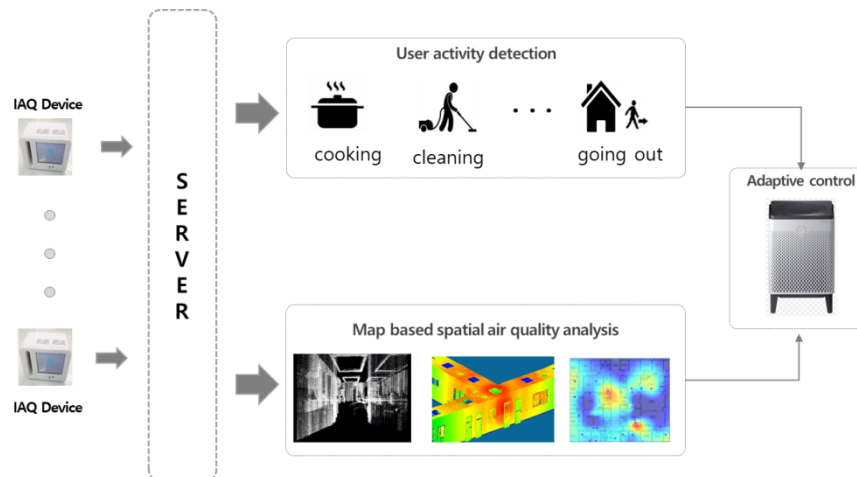 User activity detection
IAQ Device
cooking
cleaning
going out
SERVER
Adaptive control
Map based spatial air quality analysis
IAQ Device